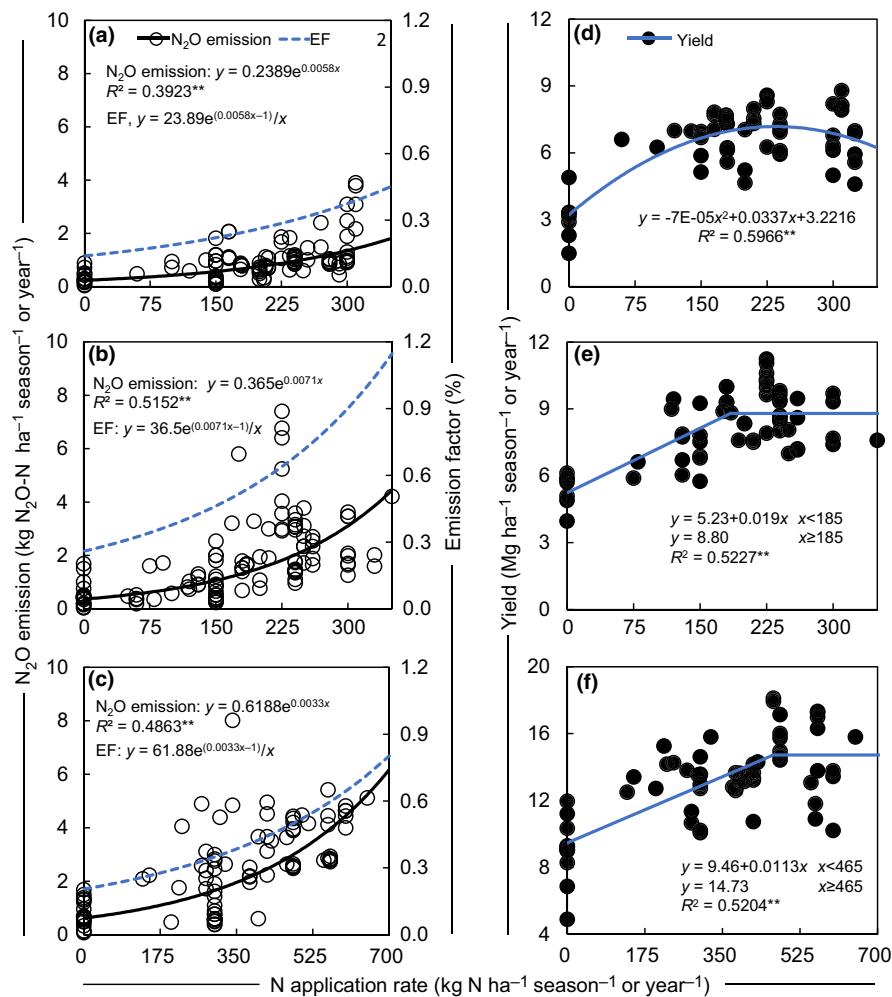 N₂O emission (kg N₂O-N ha⁻¹ season⁻¹ or year⁻¹)
(a)
N₂O emission
EF
2
N₂O emission: y = 0.2389e^0.0058x
R² = 0.3923**
EF, y = 23.89e^(0.0058x–1)/x
10
8
6
4
2
0
1.2
0.9
0.6
0.3
0.0
0 75 150 225 300
(b)
N₂O emission: y = 0.365e^0.0071x
R² = 0.5152**
EF: y = 36.5e^(0.0071x–1)/x
10
8
6
4
2
0
1.2
0.9
0.6
0.3
0.0
0 75 150 225 300
(c)
N₂O emission: y = 0.6188e^0.0033x
R² = 0.4863**
EF: y = 61.88e^(0.0033x–1)/x
10
8
6
4
2
0
1.2
0.9
0.6
0.3
0.0
0 175 350 525 700
Emission factor (%)
Yield (Mg ha⁻¹ season⁻¹ or year⁻¹)
(d)
Yield
y = -7E-05x²+0.0337x+3.2216
R² = 0.5966**
12
9
6
3
0
0 75 150 225 300
(e)
y = 5.23+0.019x x<185
y = 8.80 x≥185
R² = 0.5227**
12
9
6
3
0
0 75 150 225 300
(f)
y = 9.46+0.0113x x<465
y = 14.73 x≥465
R² = 0.5204**
20
16
12
8
4
0 175 350 525 700
N application rate (kg N ha⁻¹ season⁻¹ or year⁻¹)